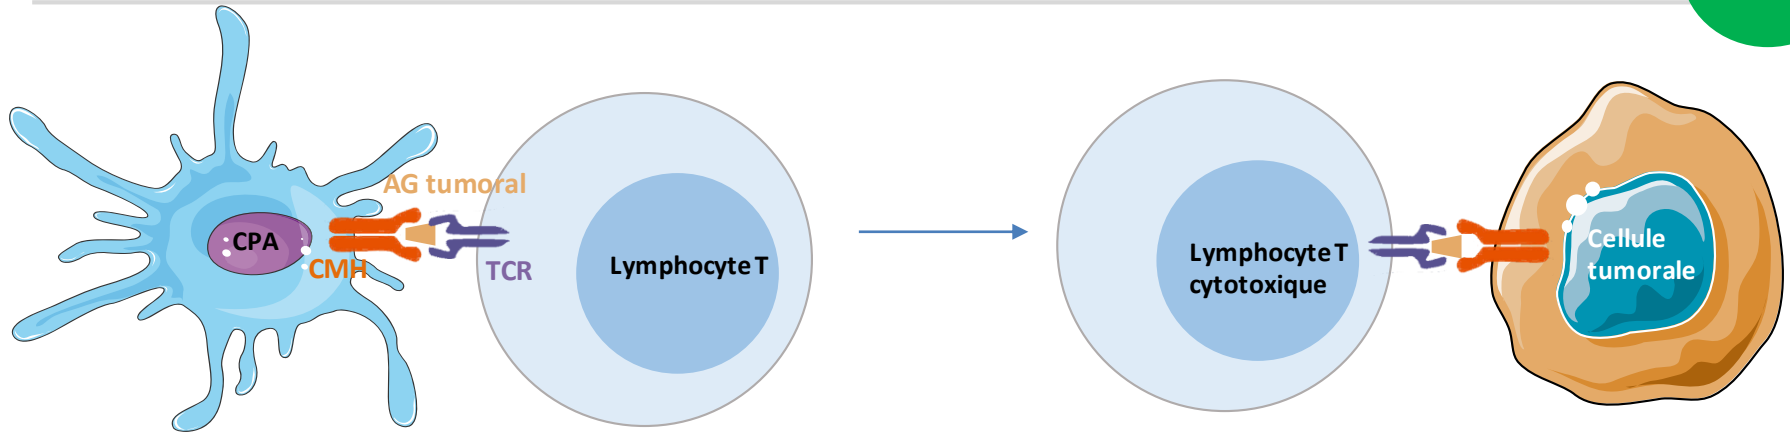 AG tumoral
CPA
CMH
TCR
Lymphocyte T
Lymphocyte T
cytotoxique
Cellule
tumorale